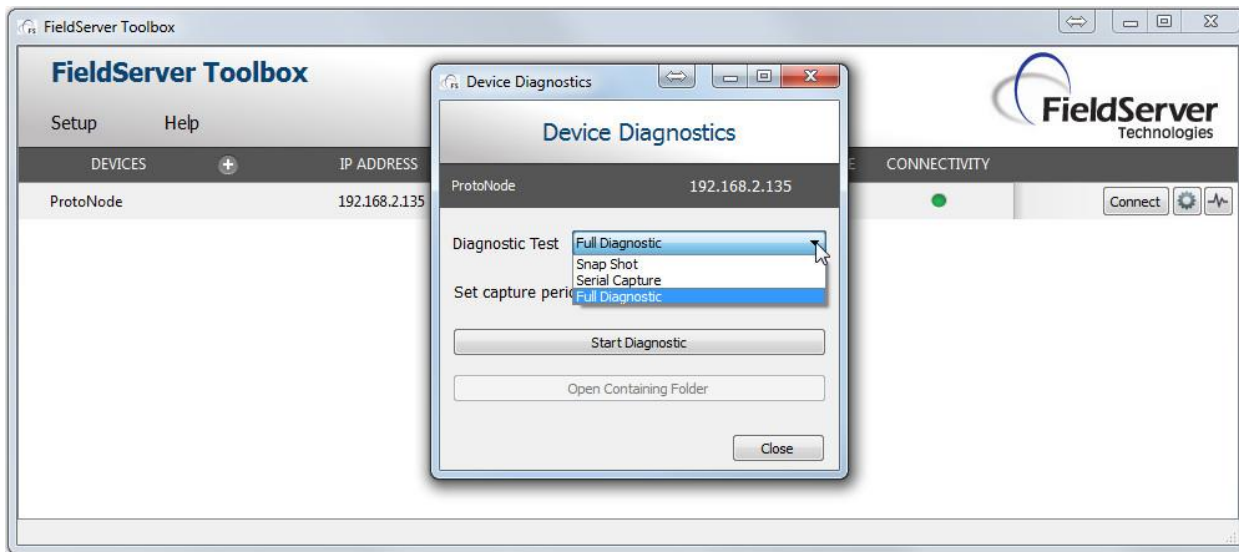 FieldServer Toolbox
FieldServer Toolbox
Setup Help
FieldServer
Technologies
DEVICES IP ADDRESS CONNECTIVITY
ProtoNode 192.168.2.135 Connect
Device Diagnostics
Device Diagnostics
ProtoNode 192.168.2.135
Diagnostic Test Full Diagnostic
Snap Shot
Serial Capture
Set capture Full Diagnostic
Start Diagnostic
Open Containing Folder
Close